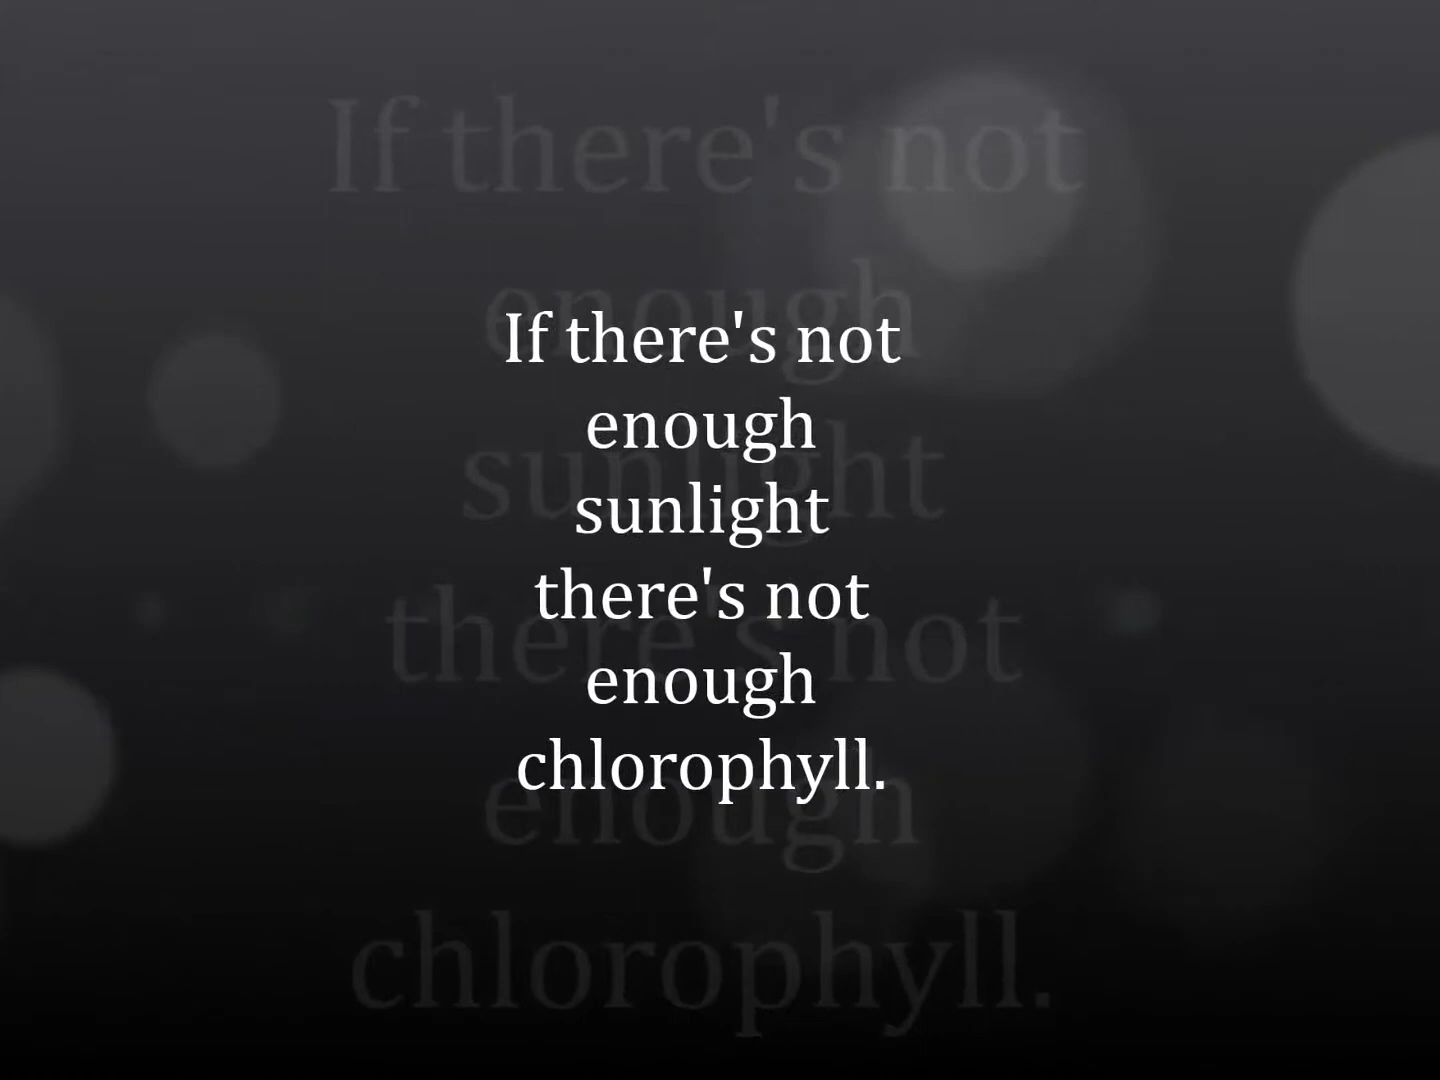 If there's not
enough
sunlight
there's not
enough
chlorophyll.